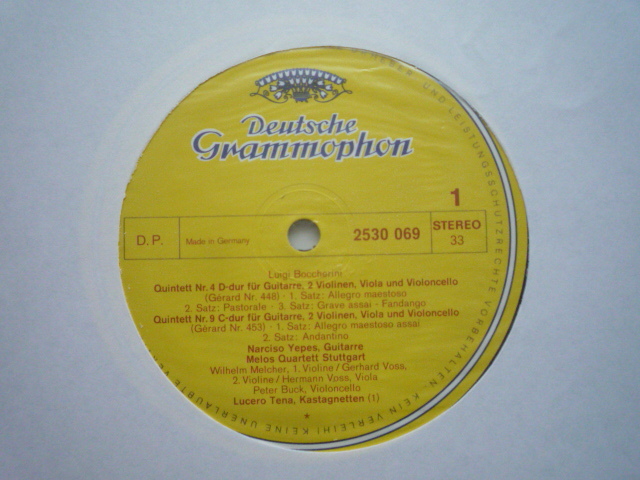 Deutsche
Grammophon
1
D.P.
Made in Germany
2530 069
STEREO
33
Luigi Boccherini
Quintett Nr. 4 D-dur für Guitarre, 2 Violinen, Viola und Violoncello
(Gérard Nr. 448) · 1. Satz: Allegro maestoso
2. Satz: Pastorale · 3. Satz: Grave assai - Fandango
Quintett Nr. 9 C-dur für Guitarre, 2 Violinen, Viola und Violoncello
(Gérard Nr. 453) · 1. Satz: Allegro maestoso assai
2. Satz: Andantino
Narciso Yepes, Guitarre
Melos Quartett Stuttgart
Wilhelm Melcher, 1. Violine / Gerhard Voss,
2. Violine / Hermann Voss, Viola
Peter Buck, Violoncello
Lucero Tena, Kastagnetten (1)
*
UND LEISTUNGSSCHUTZRECHTE VORBEHALTEN · KEIN VERLEIH! KEINE UNERLAUBTE